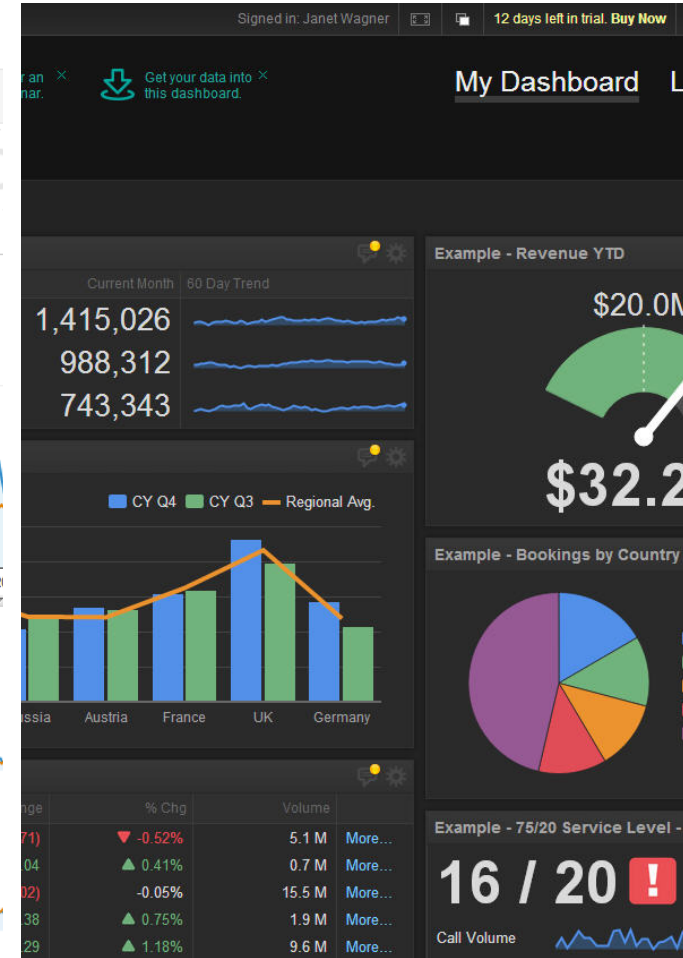 Signed in: Janet Wagner
12 days left in trial. Buy Now
Get your data into
this dashboard.
My Dashboard
Example - Revenue YTD
Current Month 60 Day Trend
$20.0M
1,415,026
988,312
743,343
$32.2
CY Q4 CY Q3 Regional Avg.
Example - Bookings by Country
Austria France UK Germany
% Chg Volume
-0.52% 5.1 M More...
0.41% 0.7 M More...
-0.05% 15.5 M More...
0.75% 1.9 M More...
1.18% 9.6 M More...
Example - 75/20 Service Level -
16 / 20 !
Call Volume